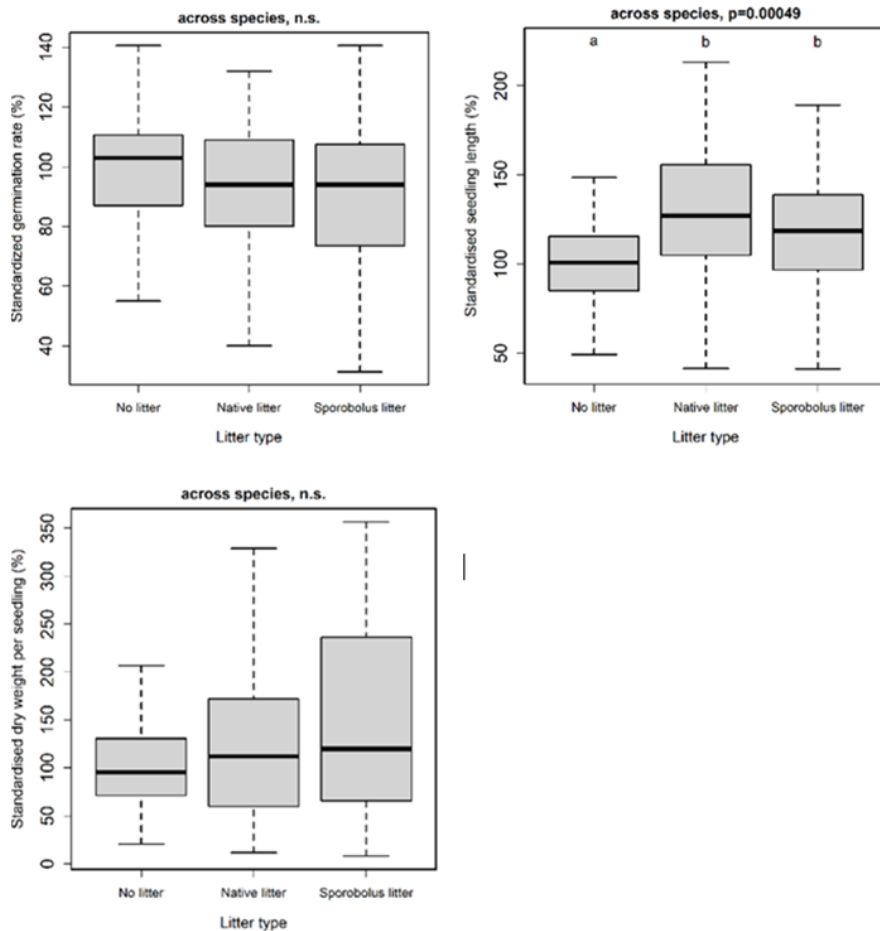 across species, n.s.
Standardized germination rate (%)
140
120
100
80
60
40
No litter
Native litter
Sporobolus litter
Litter type
across species, p=0.00049
a
b
b
Standardised seedling length (%)
200
150
100
50
No litter
Native litter
Sporobolus litter
Litter type
across species, n.s.
Standardised dry weight per seedling (%)
350
300
250
200
150
100
50
0
No litter
Native litter
Sporobolus litter
Litter type